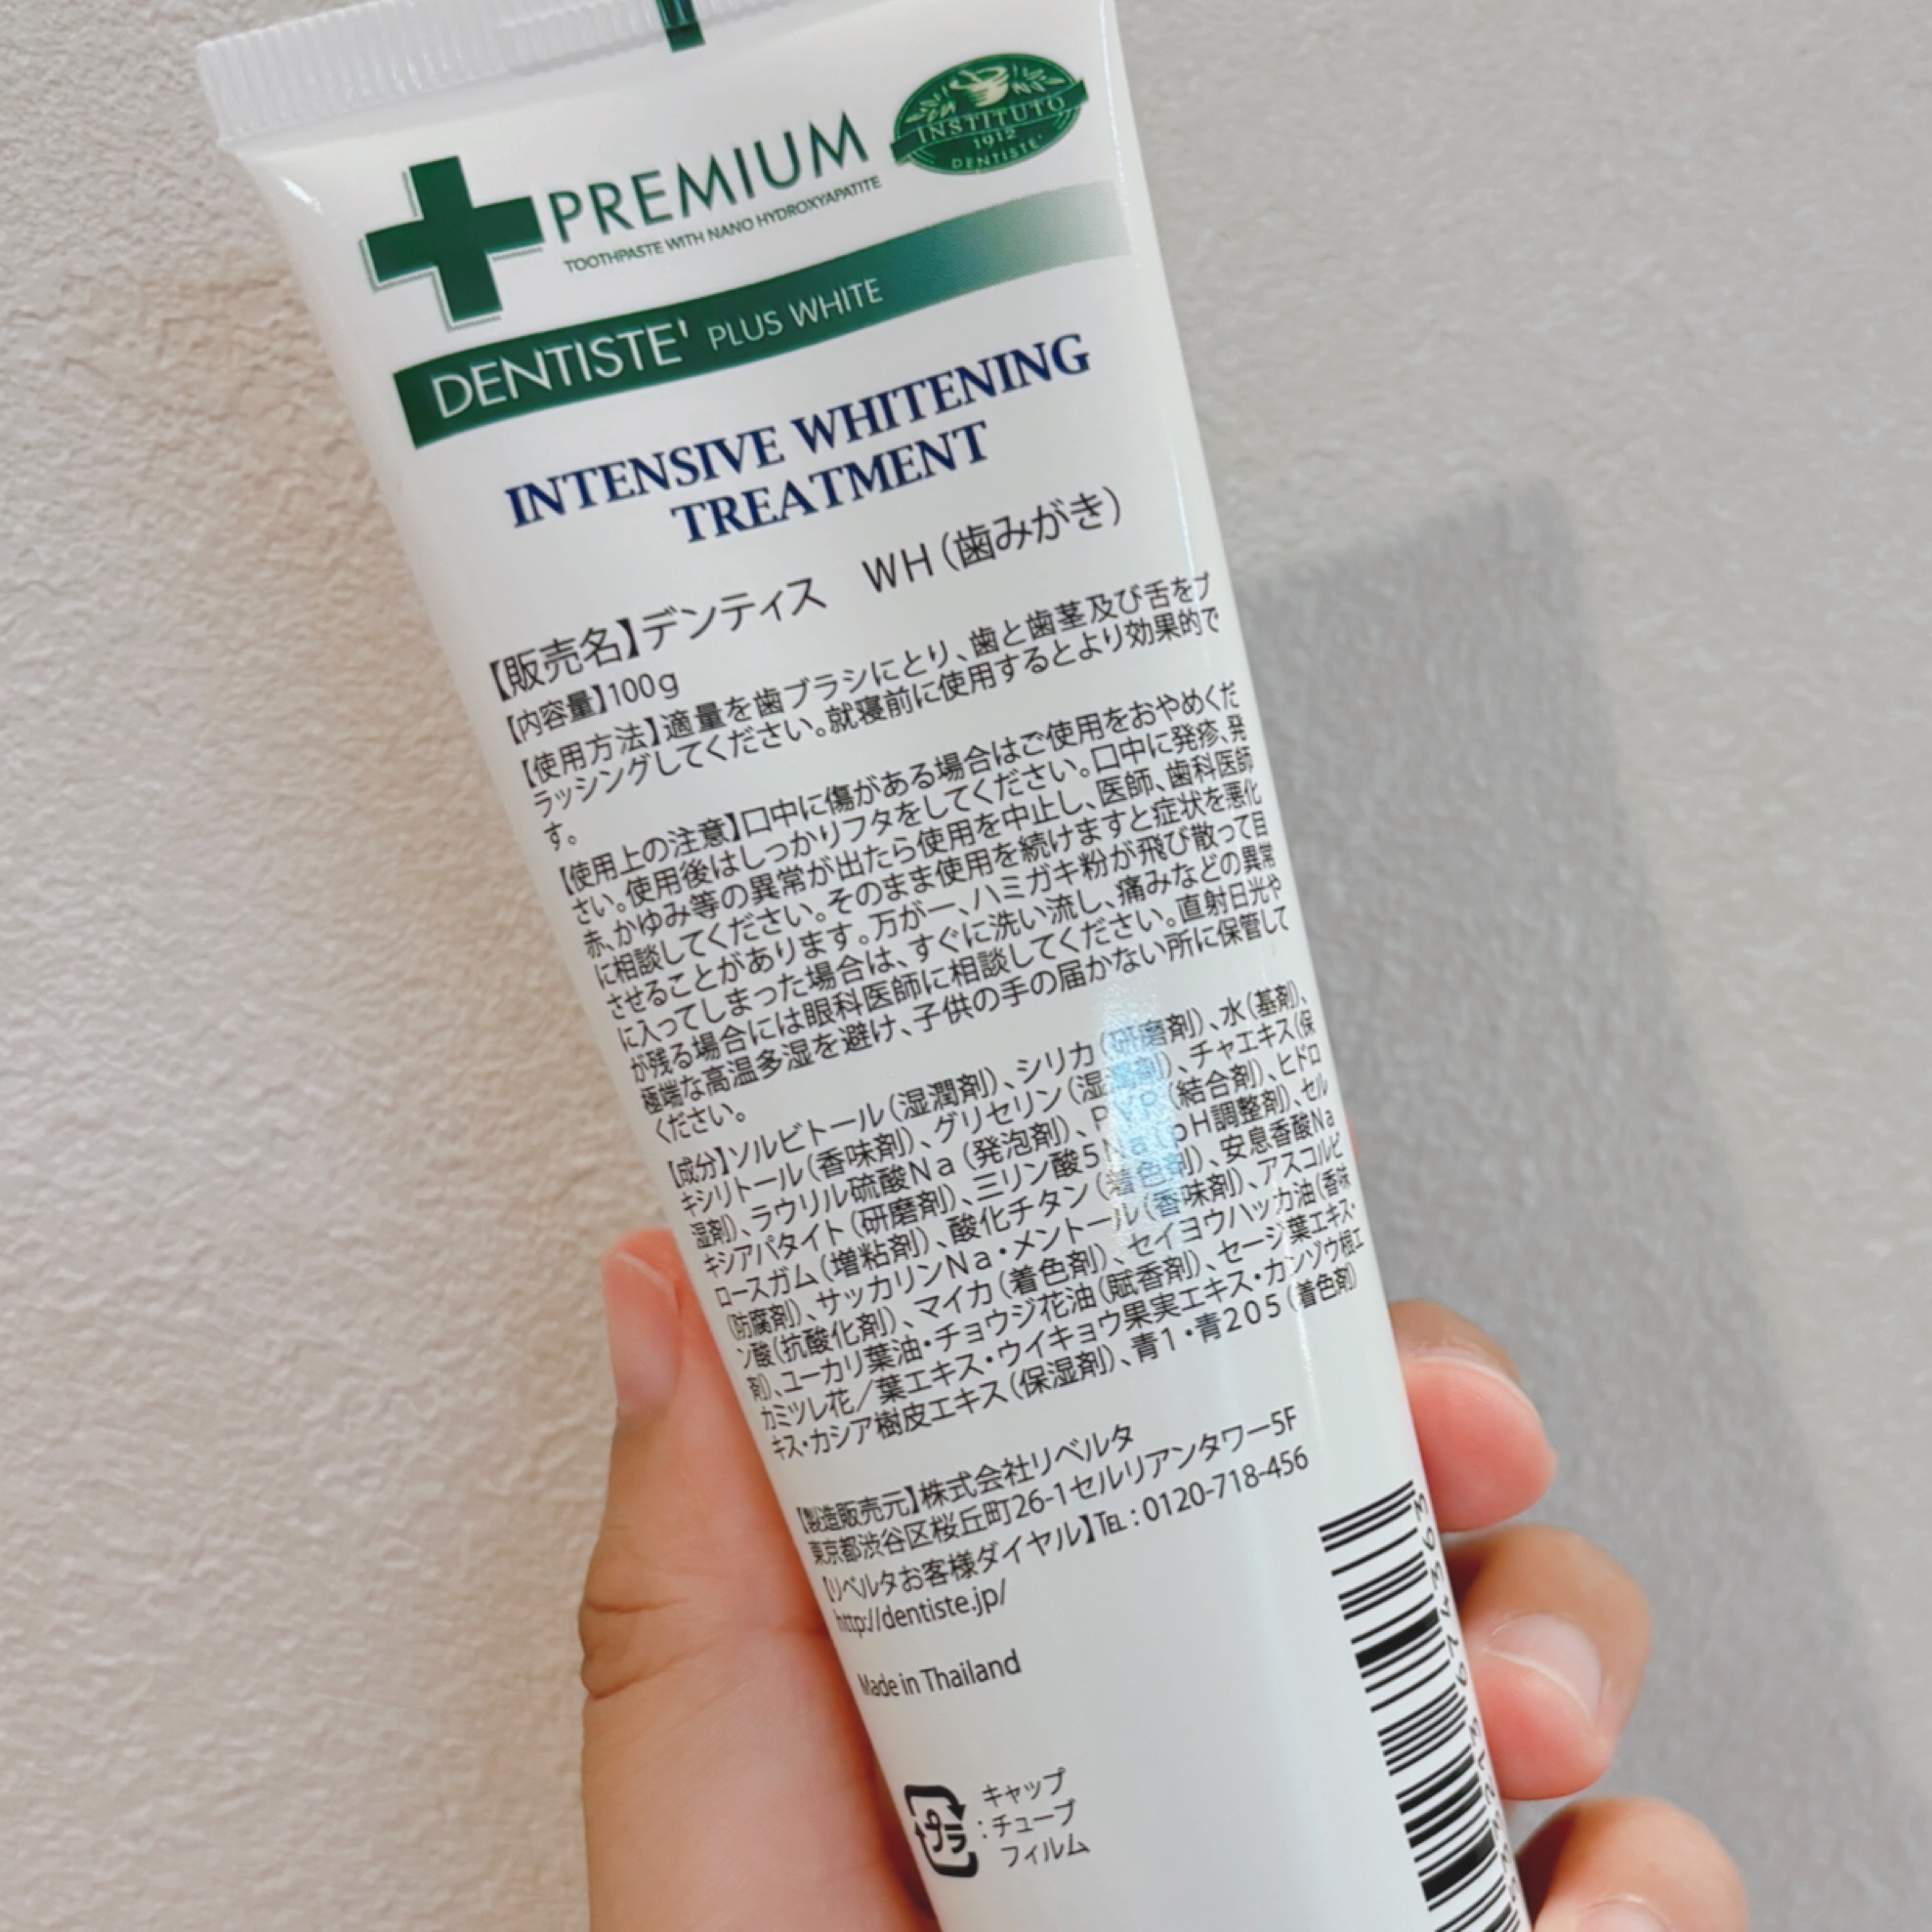 PREMIUM
TOOTHPASTE WITH NANO HYDROXYAPATITE
INSTITUTO
1912
DENTISTE'
DENTISTE' PLUS WHITE
INTENSIVE WHITENING
TREATMENT
【販売名】デンティス WH（歯みがき）
【内容量】100g
【使用方法】適量を歯ブラシにとり、歯と歯茎及び舌をブ
ラッシングしてください。就寝前に使用するとより効果的で
す。
【使用上の注意】口中に傷がある場合はご使用をおやめくだ
さい。使用後はしっかりフタをしてください。口中に発疹、発
赤、かゆみ等の異常が出たら使用を中止し、医師、歯科医師
に相談してください。そのまま使用を続けますと症状を悪化
させることがあります。万が一、ハミガキ粉が飛び散って目
に入ってしまった場合は、すぐに洗い流し、痛みなどの異常
が残る場合には眼科医師に相談してください。直射日光や
極端な高温多湿を避け、子供の手の届かない所に保管して
ください。
【成分】ソルビトール（湿潤剤）、シリカ（研磨剤）、水（基剤）、
キシリトール（香味剤）、グリセリン（湿潤剤）、チャエキス（保
湿剤）、ラウリル硫酸Na（発泡剤）、PVP（結合剤）、ヒドロ
キシアパタイト（研磨剤）、三リン酸5Na（pH調整剤）、セル
ロースガム（増粘剤）、酸化チタン（着色剤）、安息香酸Na
（防腐剤）、サッカリンNa・メントール（香味剤）、アスコルビ
ン酸（抗酸化剤）、マイカ（着色剤）、セイヨウハッカ油（香味
剤）、ユーカリ葉油・チョウジ花油（賦香剤）、セージ葉エキス・
カミツレ花／葉エキス・ウイキョウ果実エキス・カンゾウ根エ
キス・カシア樹皮エキス（保湿剤）、青1・青205（着色剤）
【製造販売元】株式会社リベルタ
東京都渋谷区桜丘町26-1セルリアンタワー5F
【リベルタお客様ダイヤル】TEL：0120-718-456
http://dentiste.jp/
Made in Thailand
プラ
キャップ
：チューブ
フィルム